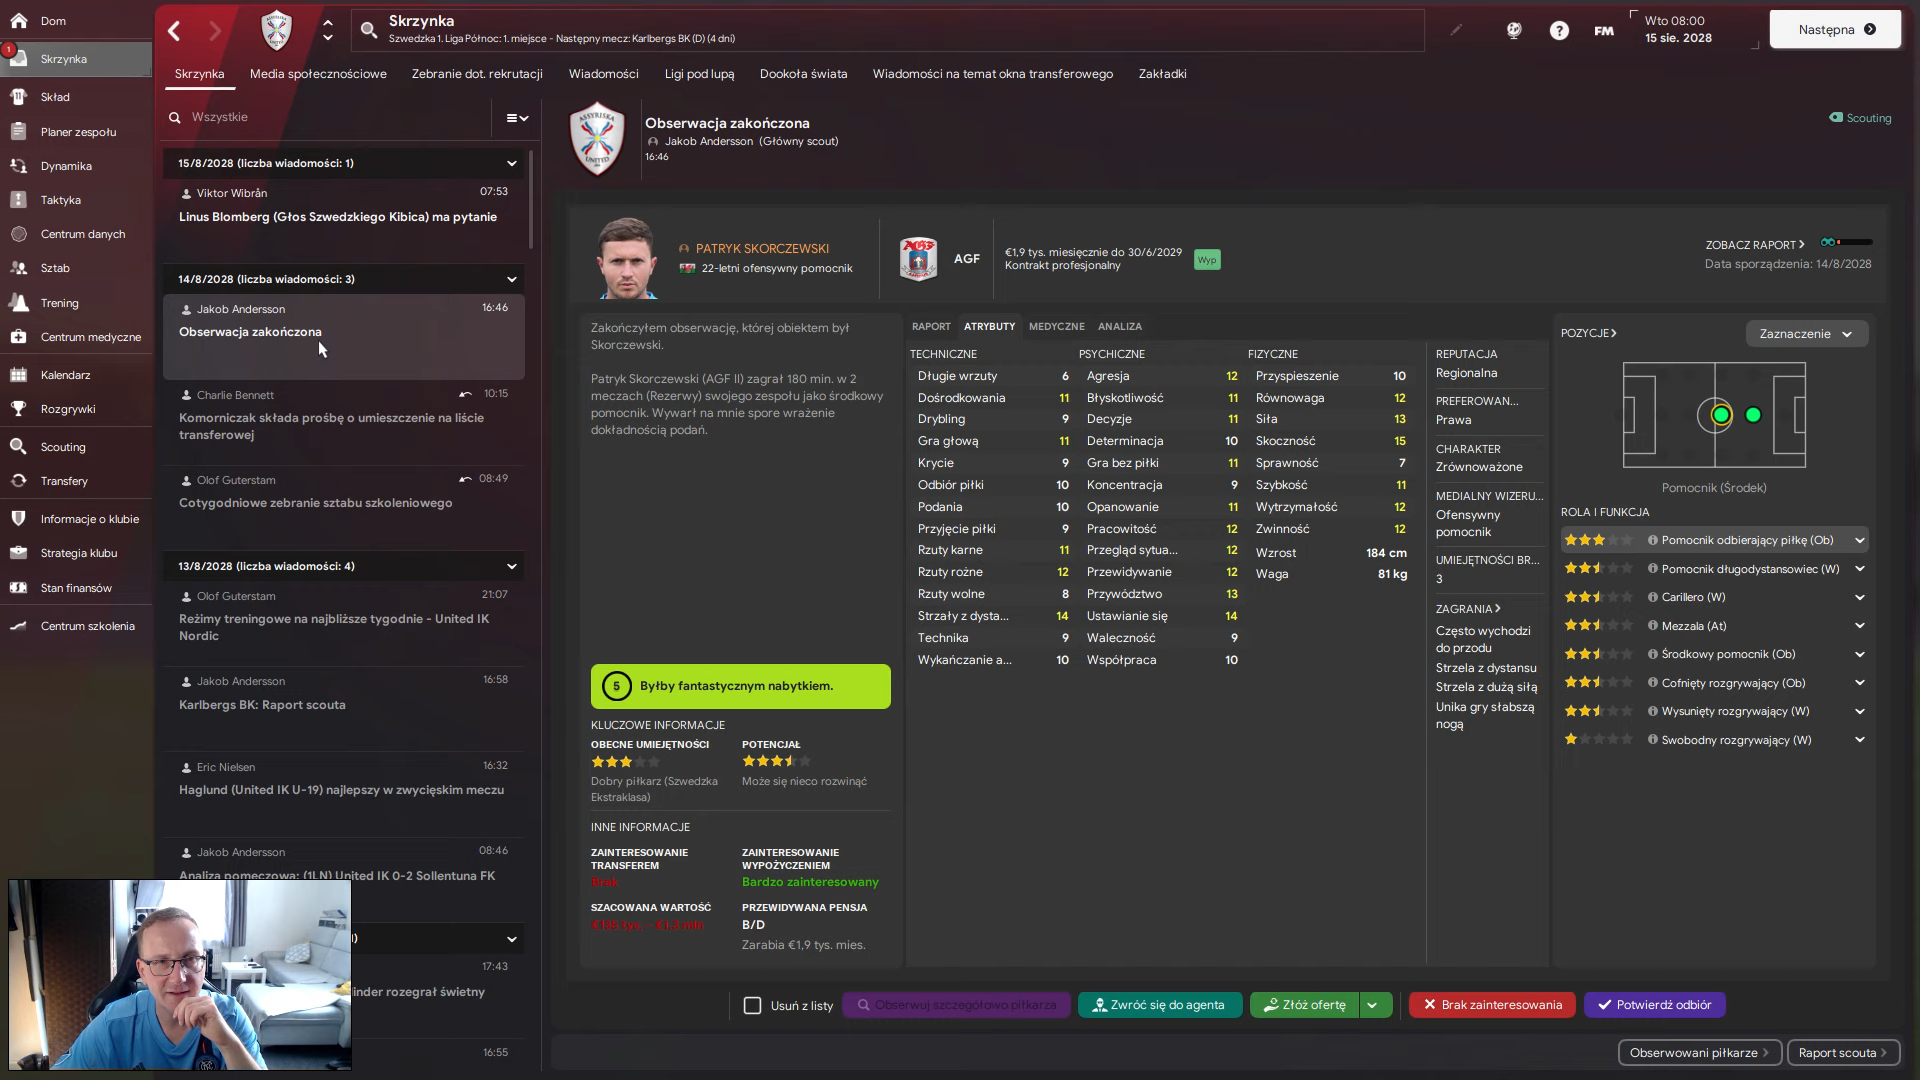 Dom
1
Skrzynka
Skład
Planer zespołu
Dynamika
Taktyka
Centrum danych
Sztab
Trening
Centrum medyczne
Kalendarz
Rozgrywki
Scouting
Transfery
Informacje o klubie
Strategia klubu
Stan finansów
Centrum szkolenia
Skrzynka
Szwedzka 1. Liga Północ: 1. miejsce - Następny mecz: Karlbergs BK (D) (4 dni)
FM
Wto 08:00
15 sie. 2028
Następna
Skrzynka
Media społecznościowe
Zebranie dot. rekrutacji
Wiadomości
Ligi pod lupą
Dookoła świata
Wiadomości na temat okna transferowego
Zakładki
Wszystkie
15/8/2028 (liczba wiadomości: 1)
Viktor Wibrån 07:53
Linus Blomberg (Głos Szwedzkiego Kibica) ma pytanie
14/8/2028 (liczba wiadomości: 3)
Jakob Andersson 16:46
Obserwacja zakończona
Charlie Bennett 10:15
Komorniczak składa prośbę o umieszczenie na liście
transferowej
Olof Guterstam 08:49
Cotygodniowe zebranie sztabu szkoleniowego
13/8/2028 (liczba wiadomości: 4)
Olof Guterstam 21:07
Reżimy treningowe na najbliższe tygodnie - United IK
Nordic
Jakob Andersson 16:58
Karlbergs BK: Raport scouta
Eric Nielsen 16:32
Haglund (United IK U-19) najlepszy w zwycięskim meczu
Jakob Andersson 08:46
Analiza pomeczowa: (1LN) United IK 0-2 Sollentuna FK
17:43
linder rozegrał świetny
16:55
ASSYRISKA
UNITED
Obserwacja zakończona
Jakob Andersson (Główny scout)
16:46
Scouting
PATRYK SKORCZEWSKI
22-letni ofensywny pomocnik
AGF
AGF
€1,9 tys. miesięcznie do 30/6/2029
Kontrakt profesjonalny
Wyp
ZOBACZ RAPORT
Data sporządzenia: 14/8/2028
Zakończyłem obserwację, której obiektem był
Skorczewski.
Patryk Skorczewski (AGF II) zagrał 180 min. w 2
meczach (Rezerwy) swojego zespołu jako środkowy
pomocnik. Wywarł na mnie spore wrażenie
dokładnością podań.
5 Byłby fantastycznym nabytkiem.
KLUCZOWE INFORMACJE
OBECNE UMIEJĘTNOŚCI
Dobry piłkarz (Szwedzka
Ekstraklasa)
POTENCJAŁ
Może się nieco rozwinąć
INNE INFORMACJE
ZAINTERESOWANIE
TRANSFEREM
Brak
ZAINTERESOWANIE
WYPOŻYCZENIEM
Bardzo zainteresowany
SZACOWANA WARTOŚĆ
PRZEWIDYWANA PENSJA
B/D
Zarabia €1,9 tys. mies.
RAPORT
ATRYBUTY
MEDYCZNE
ANALIZA
TECHNICZNE
Długie wrzuty 6
Dośrodkowania 11
Drybling 9
Gra głową 11
Krycie 9
Odbiór piłki 10
Podania 10
Przyjęcie piłki 9
Rzuty karne 11
Rzuty rożne 12
Rzuty wolne 8
Strzały z dysta... 14
Technika 9
Wykańczanie a... 10
PSYCHICZNE
Agresja 12
Błyskotliwość 11
Decyzje 11
Determinacja 10
Gra bez piłki 11
Koncentracja 9
Opanowanie 11
Pracowitość 12
Przegląd sytua... 12
Przewidywanie 12
Przywództwo 13
Ustawianie się 14
Waleczność 9
Współpraca 10
FIZYCZNE
Przyspieszenie 10
Równowaga 12
Siła 13
Skoczność 15
Sprawność 7
Szybkość 11
Wytrzymałość 12
Zwinność 12
Wzrost 184 cm
Waga 81 kg
REPUTACJA
Regionalna
PREFEROWAN...
Prawa
CHARAKTER
Zrównoważone
MEDIALNY WIZERU...
Ofensywny
pomocnik
UMIEJĘTNOŚCI BR...
3
ZAGRANIA
Często wychodzi
do przodu
Strzela z dystansu
Strzela z dużą siłą
Unika gry słabszą
nogą
POZYCJE
Zaznaczenie
Pomocnik (Środek)
ROLA I FUNKCJA
Pomocnik odbierający piłkę (Ob)
Pomocnik długodystansowiec (W)
Carillero (W)
Mezzala (At)
Środkowy pomocnik (Ob)
Cofnięty rozgrywający (Ob)
Wysunięty rozgrywający (W)
Swobodny rozgrywający (W)
Usuń z listy
Obserwuj szczegółowo piłkarza
Zwróć się do agenta
Złóż ofertę
Brak zainteresowania
Potwierdź odbiór
Obserwowani piłkarze
Raport scouta